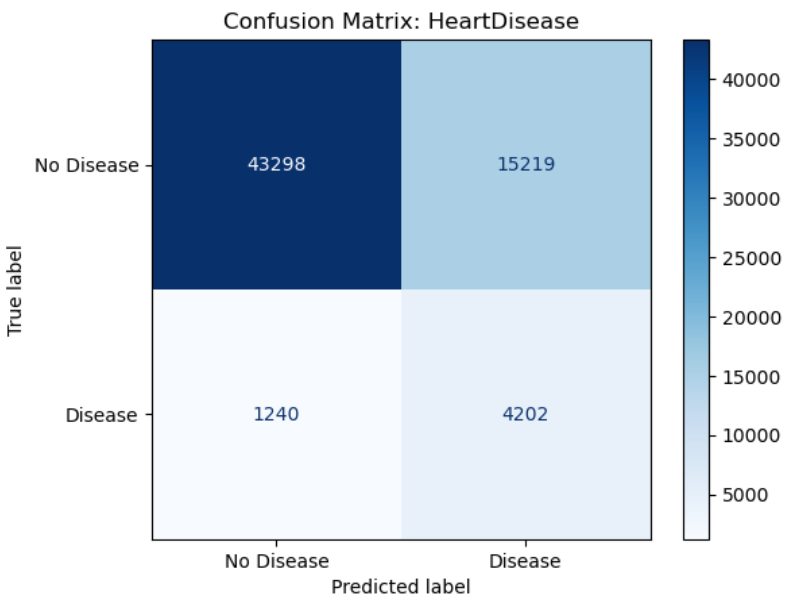 Confusion Matrix: HeartDisease
True label
No Disease
43298
15219
Disease
1240
4202
No Disease
Disease
Predicted label
40000
35000
30000
25000
20000
15000
10000
5000